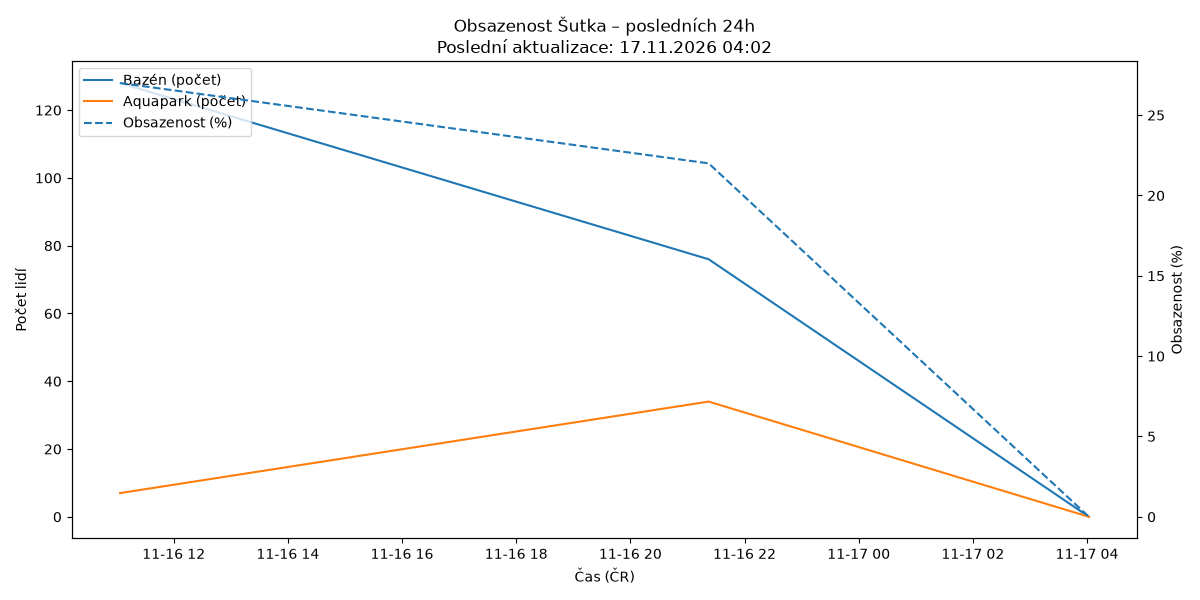 Obsazenost Šutka – posledních 24h
Poslední aktualizace: 17.11.2026 04:02
Bazén (počet)
Aquapark (počet)
Obsazenost (%)
Počet lidí
120
100
80
60
40
20
0
25
20
15
10
5
0
Obsazenost (%)
11-16 12
11-16 14
11-16 16
11-16 18
11-16 20
11-16 22
11-17 00
11-17 02
11-17 04
Čas (ČR)